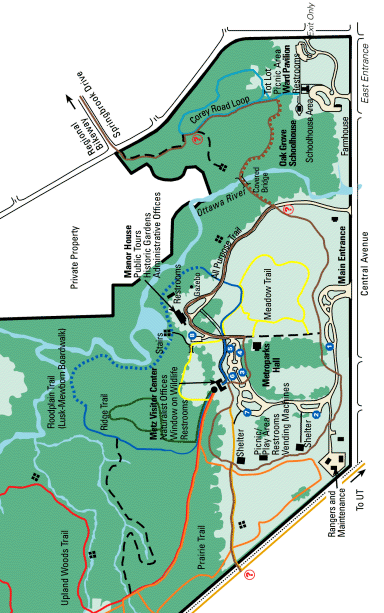 Exit Only
East Entrance
Tot Lot
Picnic Area
Ward Pavilion
Restrooms
Corey Road Loop
Oak Grove
Schoolhouse
Schoolhouse Area
Farmhouse
Regional
Bikeway
Springbrook Drive
Covered
Bridge
Ottawa River
All Purpose Trail
Private Property
Manor House
Public Tours
Historic Gardens
Administrative Offices
Restrooms
Gazebo
Meadow Trail
Main Entrance
Central Avenue
Stairs
Metroparks
Hall
Floodplain Trail
(Lusk-Mewborn Boardwalk)
Ridge Trail
Metz Visitor Center
Naturalist Offices
Window on Wildlife
Restrooms
Shelter
Picnic/
Play Area
Restrooms
Vending Machines
Shelter
Prairie Trail
Upland Woods Trail
Rangers and
Maintenance
To UT
?
?
?